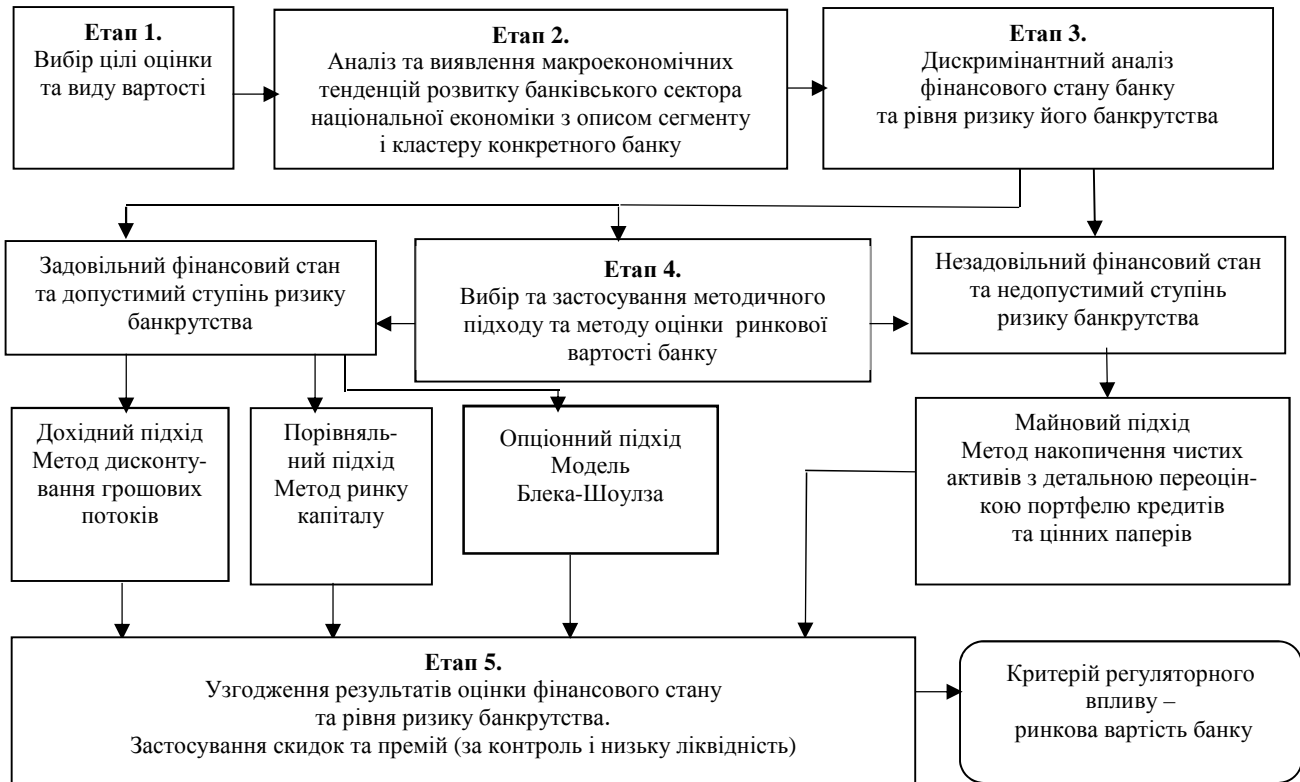 Етап 1.
Вибір цілі оцінки
та виду вартості
Етап 2.
Аналіз та виявлення макроекономічних
тенденцій розвитку банківського сектора
національної економіки з описом сегменту
і кластеру конкретного банку
Етап 3.
Дискримінантний аналіз
фінансового стану банку
та рівня ризику його банкрутства
Задовільний фінансовий стан
та допустимий ступінь ризику
банкрутства
Етап 4.
Вибір та застосування методичного
підходу та методу оцінки ринкової
вартості банку
Незадовільний фінансовий стан
та недопустимий ступінь
ризику банкрутства
Дохідний підхід
Метод дисконту-
вання грошових
потоків
Порівняль-
ний підхід
Метод ринку
капіталу
Опціонний підхід
Модель
Блека-Шоулза
Майновий підхід
Метод накопичення чистих
активів з детальною переоцін-
кою портфелю кредитів
та цінних паперів
Етап 5.
Узгодження результатів оцінки фінансового стану
та рівня ризику банкрутства.
Застосування скидок та премій (за контроль і низьку ліквідність)
Критерій регуляторного
впливу –
ринкова вартість банку